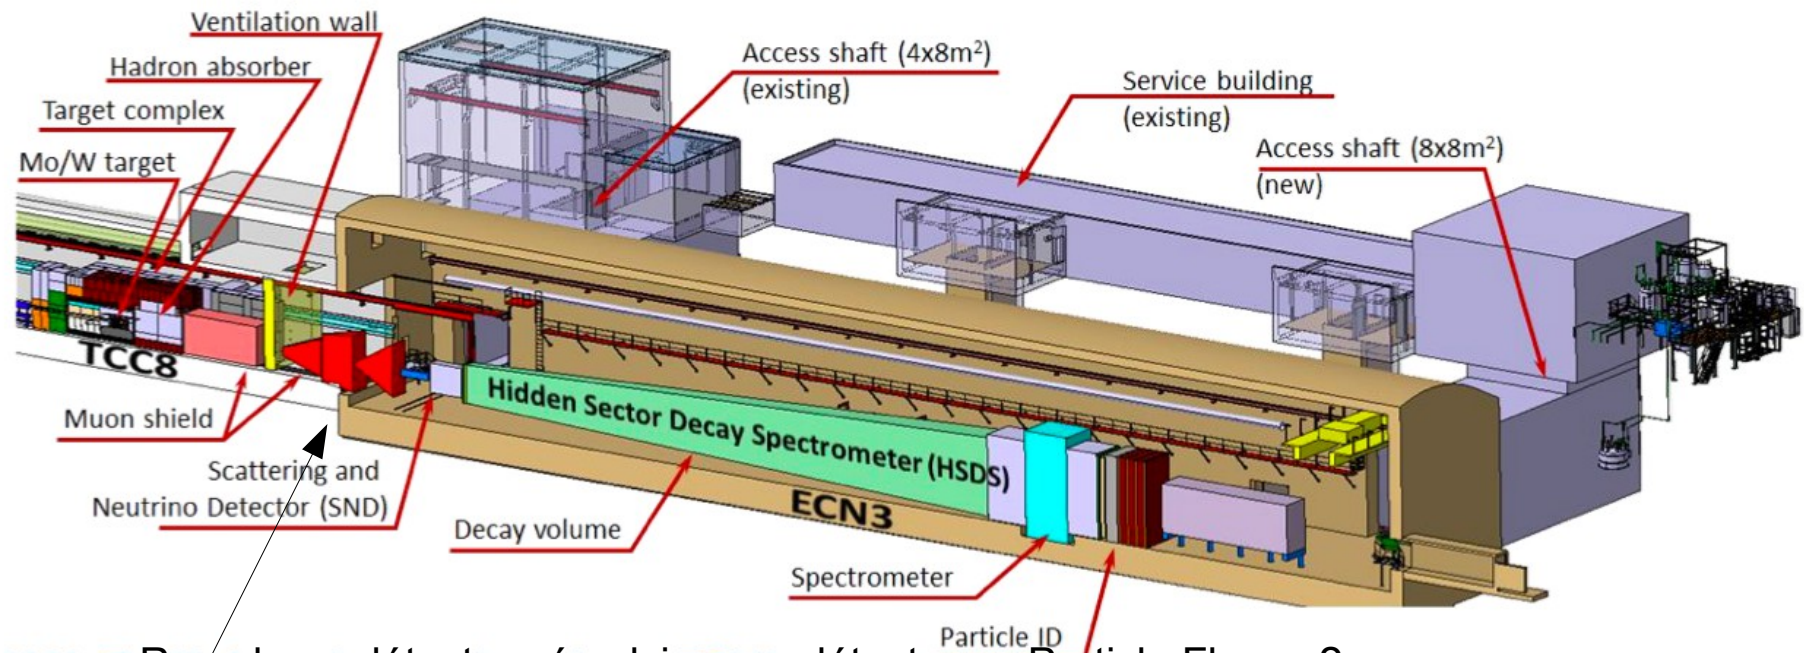 Ventilation wall
Hadron absorber
Target complex
Mo/W target
Access shaft (4x8m²)
(existing)
Service building
(existing)
Access shaft (8x8m²)
(new)
TCC8
Muon shield
Scattering and
Neutrino Detector (SND)
Hidden Sector Decay Spectrometer (HSDS)
ECN3
Decay volume
Spectrometer
Particle ID